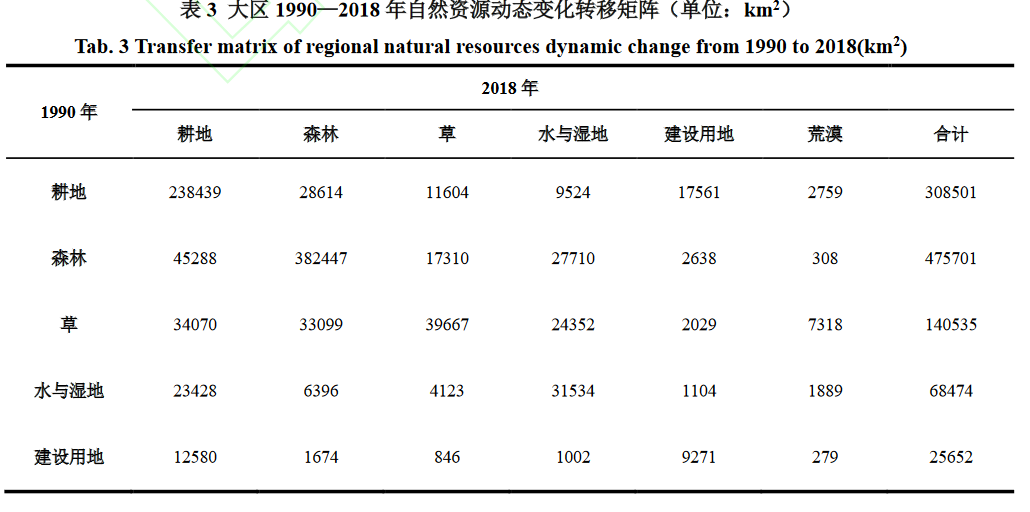 表 3 大区 1990—2018 年自然资源动态变化转移矩阵（单位：km²）
Tab. 3 Transfer matrix of regional natural resources dynamic change from 1990 to 2018(km²)
1990 年 2018 年
耕地 森林 草 水与湿地 建设用地 荒漠 合计
耕地 238439 28614 11604 9524 17561 2759 308501
森林 45288 382447 17310 27710 2638 308 475701
草 34070 33099 39667 24352 2029 7318 140535
水与湿地 23428 6396 4123 31534 1104 1889 68474
建设用地 12580 1674 846 1002 9271 279 25652